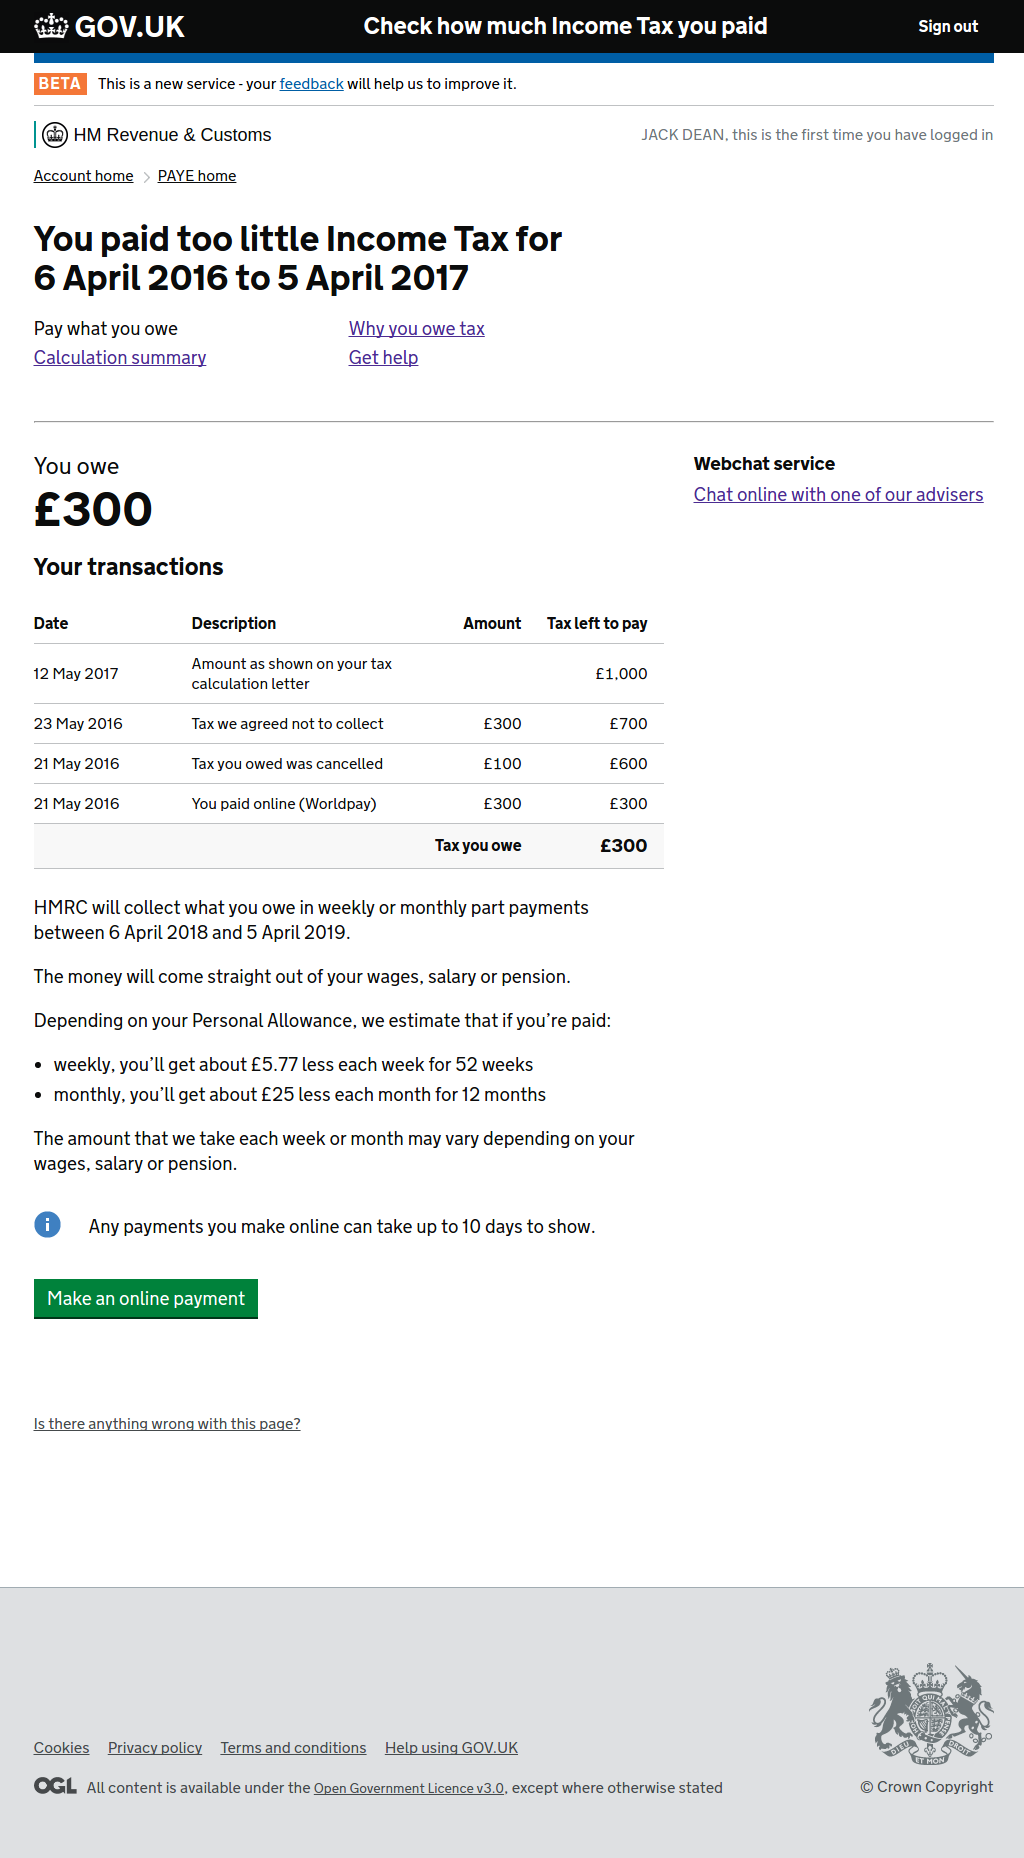 GOV.UK Check how much Income Tax you paid Sign out
BETA This is a new service - your feedback will help us to improve it.
HM Revenue & Customs JACK DEAN, this is the first time you have logged in
Account home PAYE home
You paid too little Income Tax for
6 April 2016 to 5 April 2017
Pay what you owe Why you owe tax
Calculation summary Get help
You owe
£300
Webchat service
Chat online with one of our advisers
Your transactions
Date Description Amount Tax left to pay
12 May 2017 Amount as shown on your tax calculation letter £1,000
23 May 2016 Tax we agreed not to collect £300 £700
21 May 2016 Tax you owed was cancelled £100 £600
21 May 2016 You paid online (Worldpay) £300 £300
Tax you owe £300
HMRC will collect what you owe in weekly or monthly part payments
between 6 April 2018 and 5 April 2019.
The money will come straight out of your wages, salary or pension.
Depending on your Personal Allowance, we estimate that if you’re paid:
• weekly, you’ll get about £5.77 less each week for 52 weeks
• monthly, you’ll get about £25 less each month for 12 months
The amount that we take each week or month may vary depending on your
wages, salary or pension.
i Any payments you make online can take up to 10 days to show.
Make an online payment
Is there anything wrong with this page?
DIEU ET MON DROIT
Cookies Privacy policy Terms and conditions Help using GOV.UK
OGL All content is available under the Open Government Licence v3.0, except where otherwise stated
© Crown Copyright